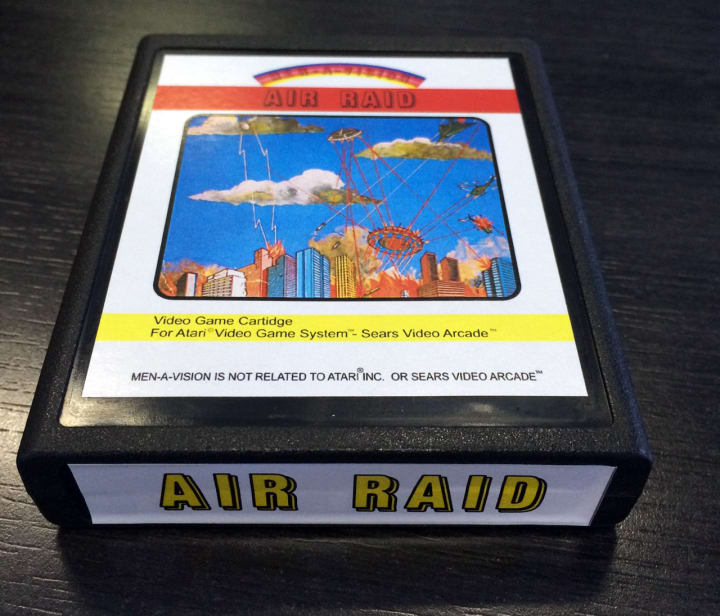 MEN-A-VISION
AIR RAID
Video Game Cartidge
For Atari® Video Game System™- Sears Video Arcade™
MEN-A-VISION IS NOT RELATED TO ATARI® INC. OR SEARS VIDEO ARCADE™
AIR RAID